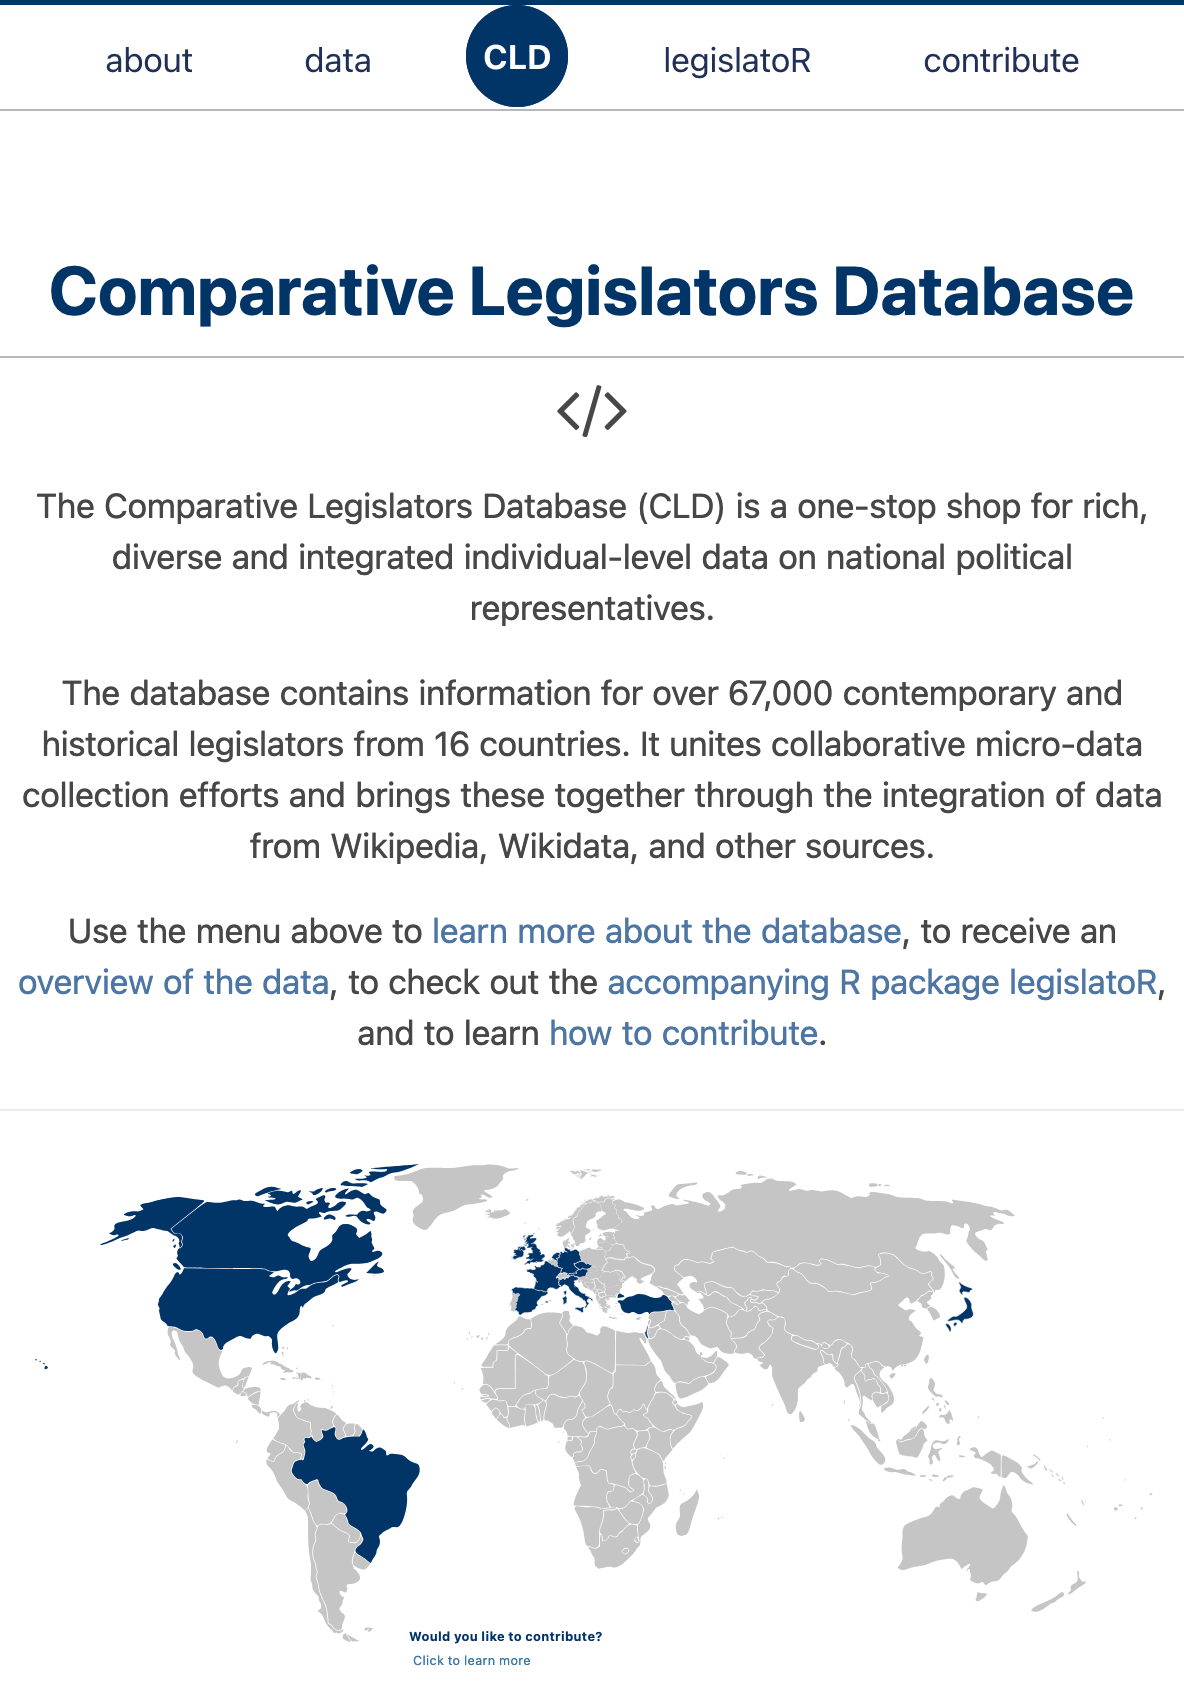 about
data
CLD
legislatoR
contribute
Comparative Legislators Database
</>
The Comparative Legislators Database (CLD) is a one-stop shop for rich,
diverse and integrated individual-level data on national political
representatives.
The database contains information for over 67,000 contemporary and
historical legislators from 16 countries. It unites collaborative micro-data
collection efforts and brings these together through the integration of data
from Wikipedia, Wikidata, and other sources.
Use the menu above to learn more about the database, to receive an
overview of the data, to check out the accompanying R package legislatoR,
and to learn how to contribute.
Would you like to contribute?
Click to learn more